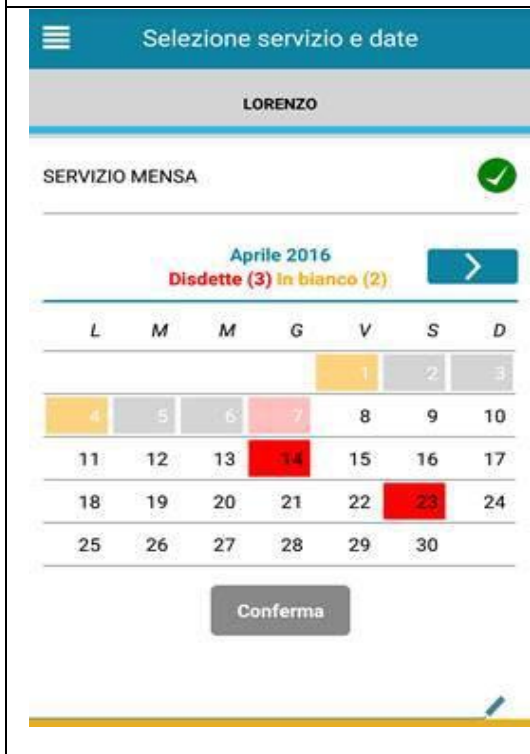 Selezione servizio e date
LORENZO
SERVIZIO MENSA
Aprile 2016
Disdette (3) In bianco (2)
L M M G V S D
1 2 3
4 5 6 7 8 9 10
11 12 13 14 15 16 17
18 19 20 21 22 23 24
25 26 27 28 29 30
Conferma